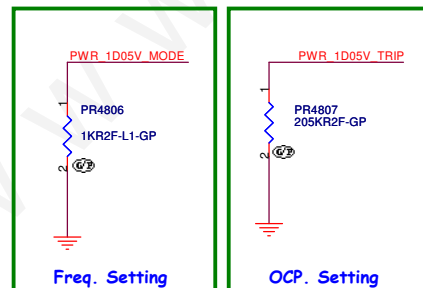 PWR_1D05V_MODE
1
PR4806
1KR2F-L1-GP
2
G/P
Freq. Setting
PWR_1D05V_TRIP
1
PR4807
205KR2F-GP
2
G/P
OCP. Setting